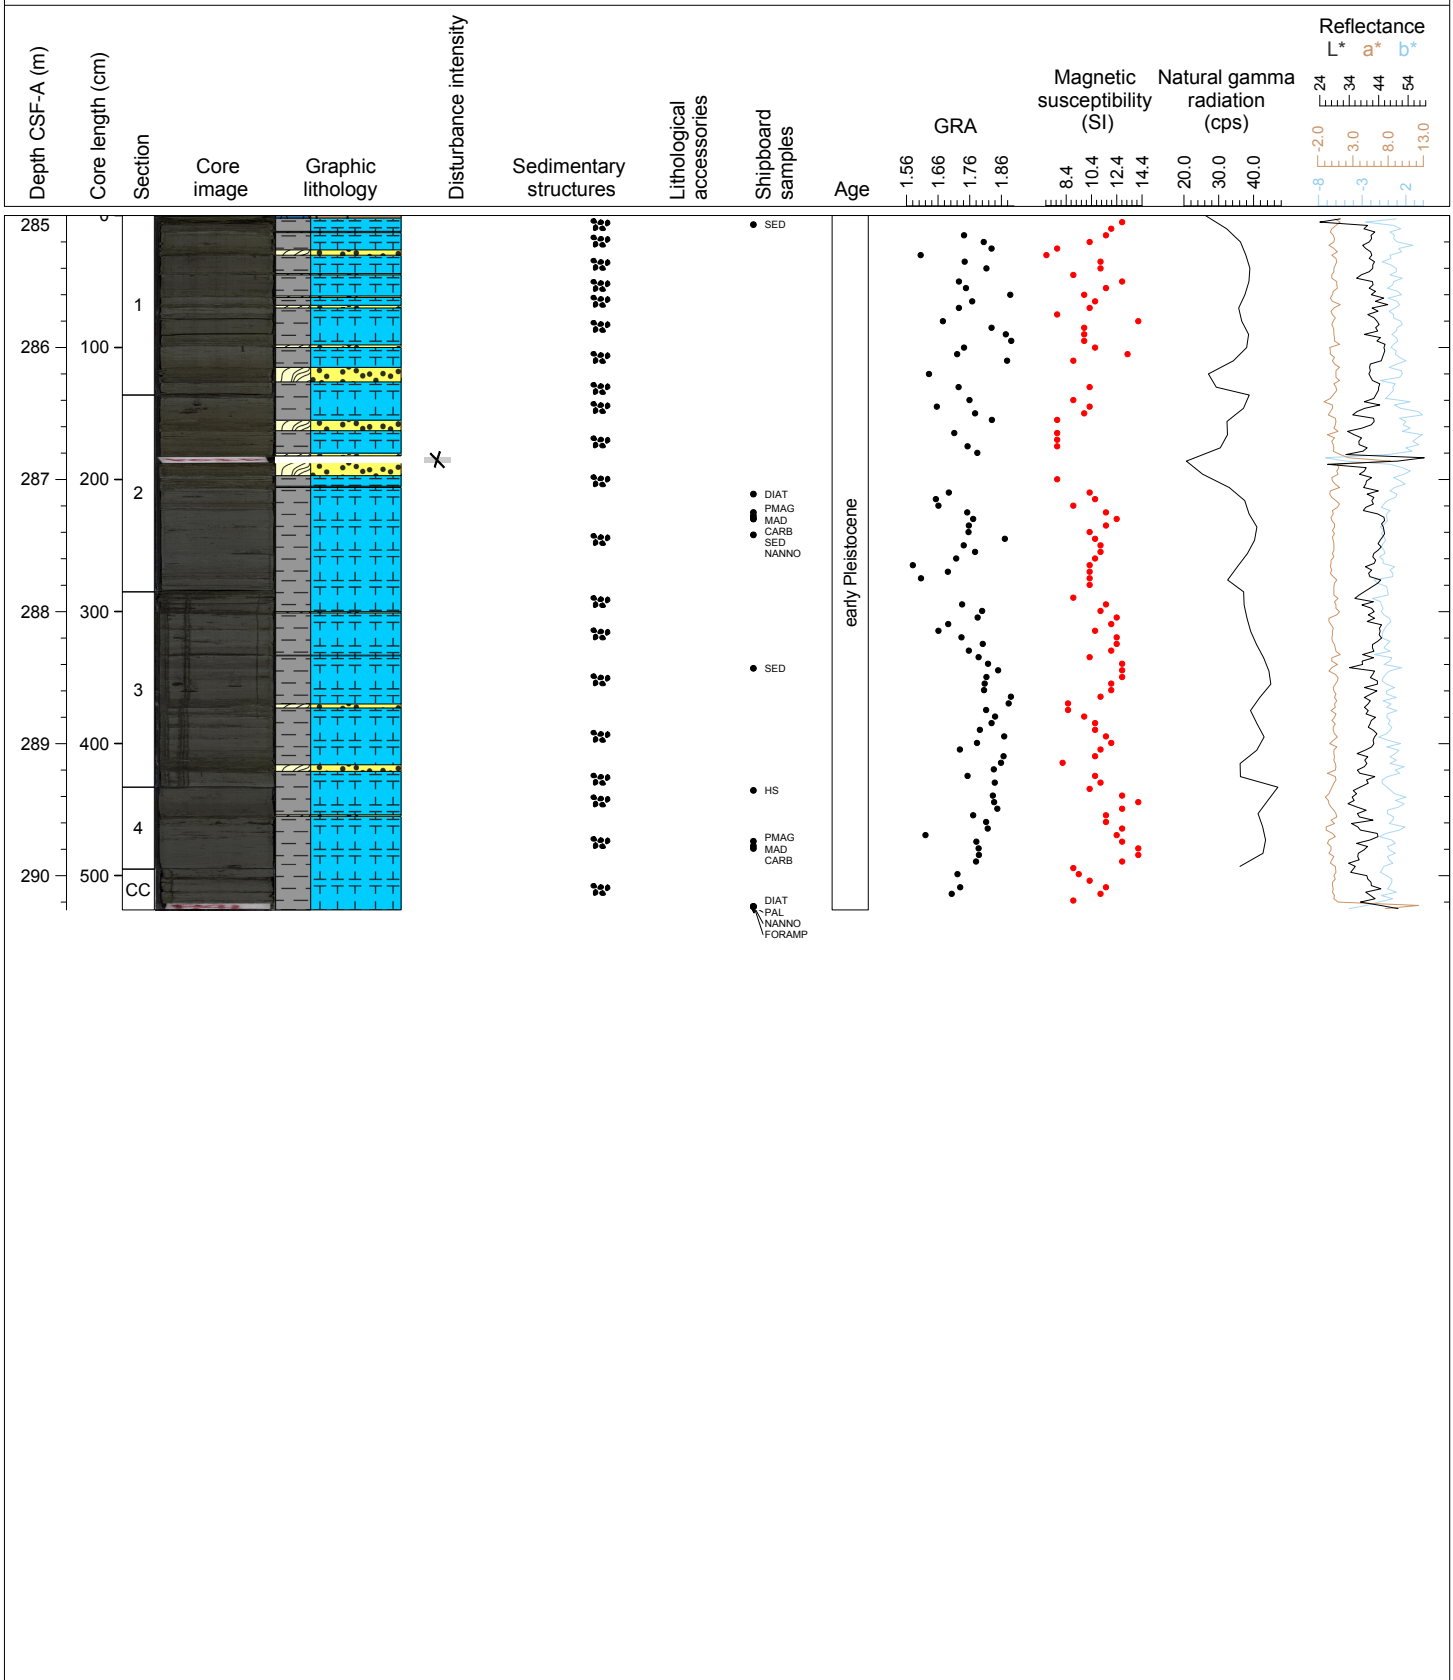 Depth CSF-A (m)
Core length (cm)
Section
Core
image
Graphic
lithology
Disturbance intensity
Sedimentary
structures
Lithological
accessories
Shipboard
samples
Age
GRA
1.56
1.66
1.76
1.86
Magnetic
susceptibility
(SI)
8.4
10.4
12.4
14.4
Natural gamma
radiation
(cps)
20.0
30.0
40.0
Reflectance
L* a* b*
24
34
44
54
-2.0
3.0
8.0
13.0
-8
-3
2
285
286
287
288
289
290
0
100
200
300
400
500
1
2
3
4
CC
SED
DIAT
PMAG
MAD
CARB
SED
NANNO
SED
HS
PMAG
MAD
CARB
DIAT
PAL
NANNO
FORAMP
early Pleistocene